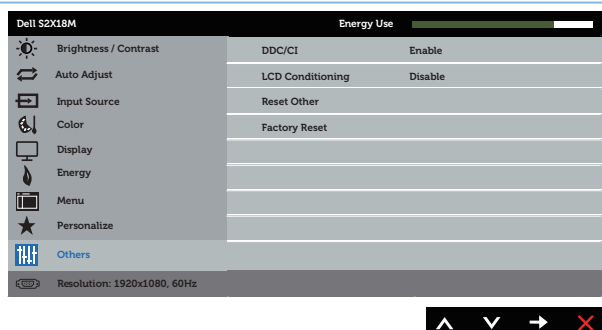 Dell S2X18M Energy Use
Brightness / Contrast DDC/CI Enable
Auto Adjust LCD Conditioning Disable
Input Source Reset Other
Color Factory Reset
Display
Energy
Menu
Personalize
Others
Resolution: 1920x1080, 60Hz